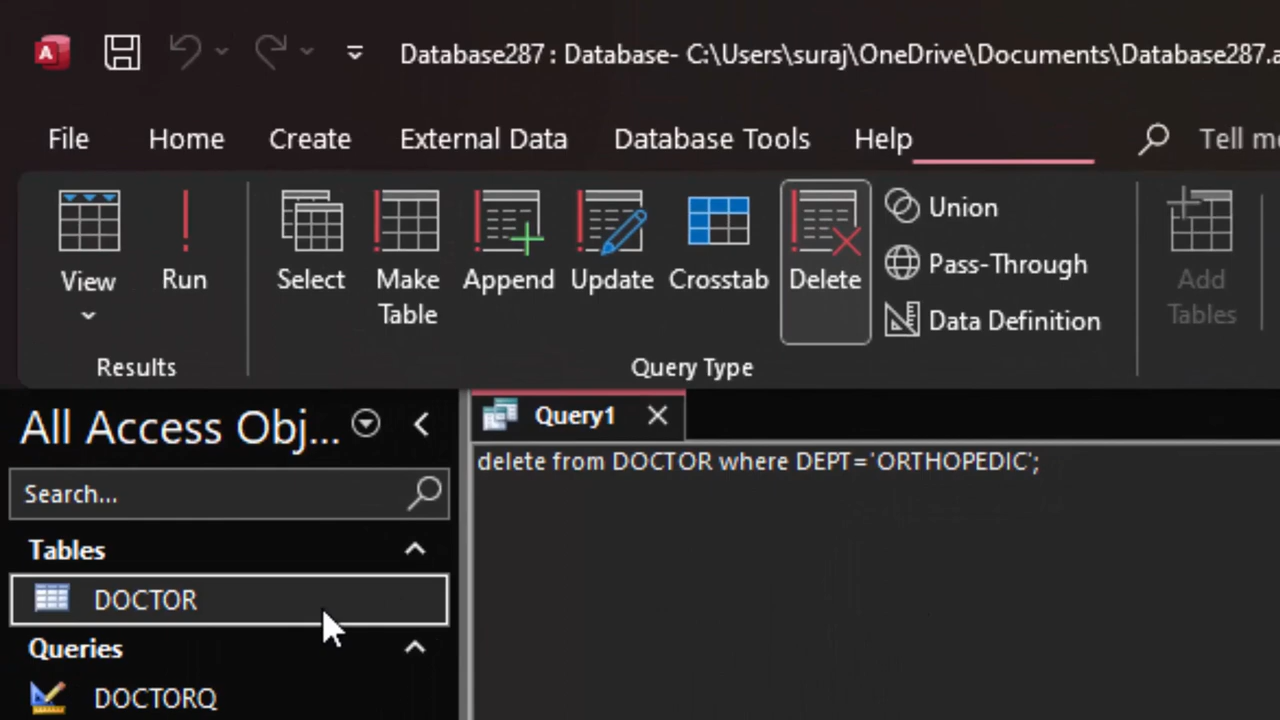 A
Database287 : Database- C:\Users\suraj\OneDrive\Documents\Database287.a
File Home Create External Data Database Tools Help Tell me
View Run Select Make Table Append Update Crosstab Delete Union Pass-Through Data Definition Add Tables
Results Query Type
All Access Obj...
Query1
Search...
delete from DOCTOR where DEPT='ORTHOPEDIC';
Tables
DOCTOR
Queries
DOCTORQ